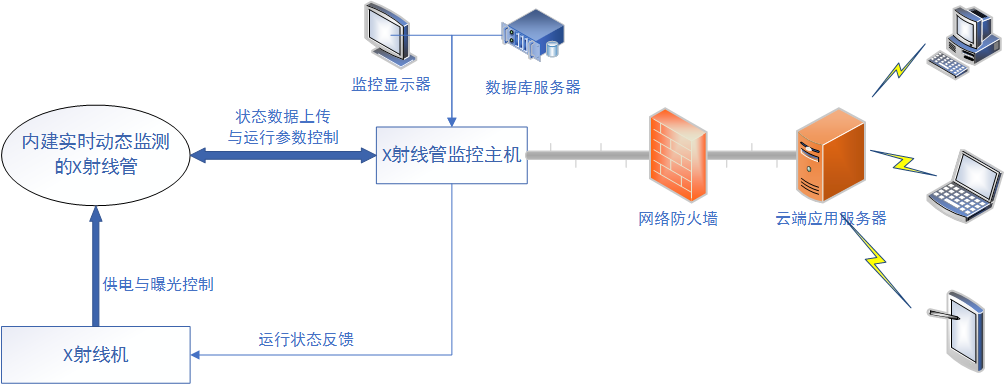 监控显示器
数据库服务器
状态数据上传
与运行参数控制
内建实时动态监测
的X射线管
X射线管监控主机
网络防火墙
云端应用服务器
供电与曝光控制
运行状态反馈
X射线机